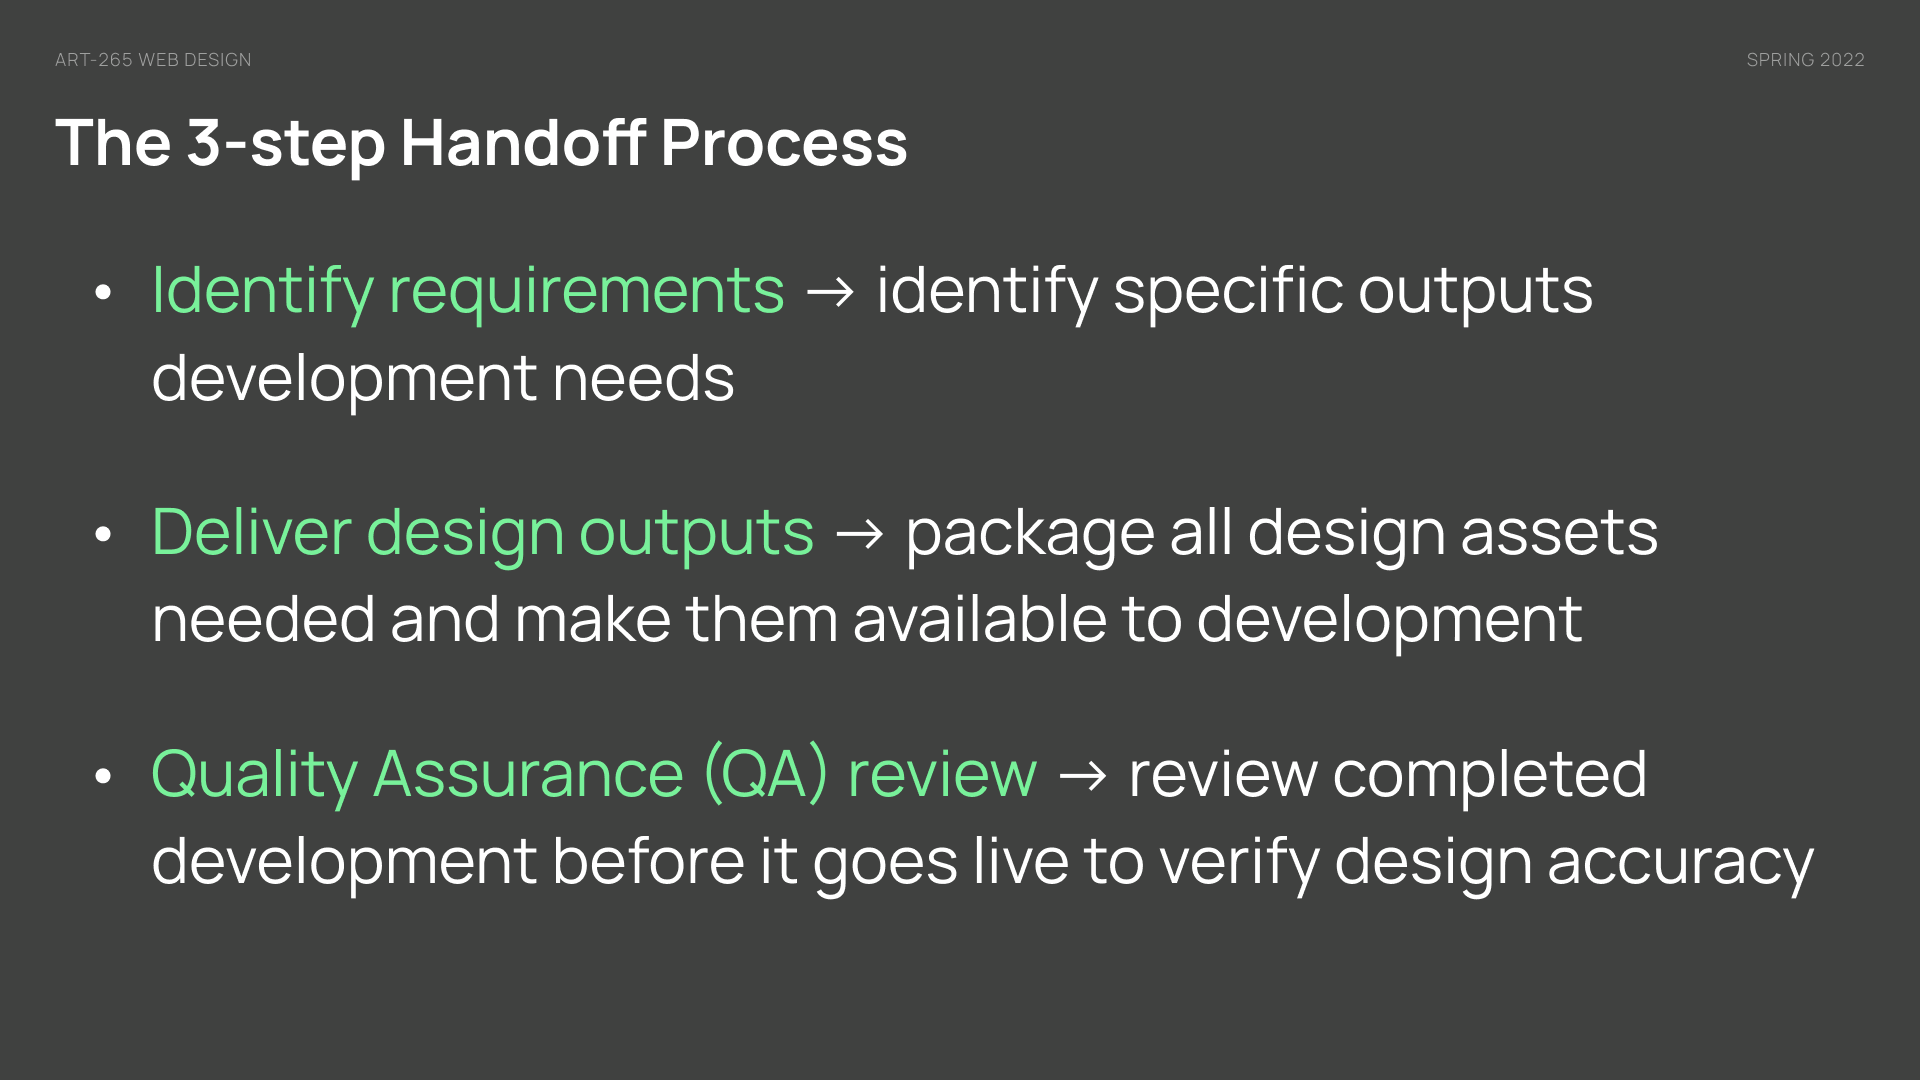 ART-265 WEB DESIGN
SPRING 2022
The 3-step Handoff Process
• Identify requirements → identify specific outputs
development needs
• Deliver design outputs → package all design assets
needed and make them available to development
• Quality Assurance (QA) review → review completed
development before it goes live to verify design accuracy